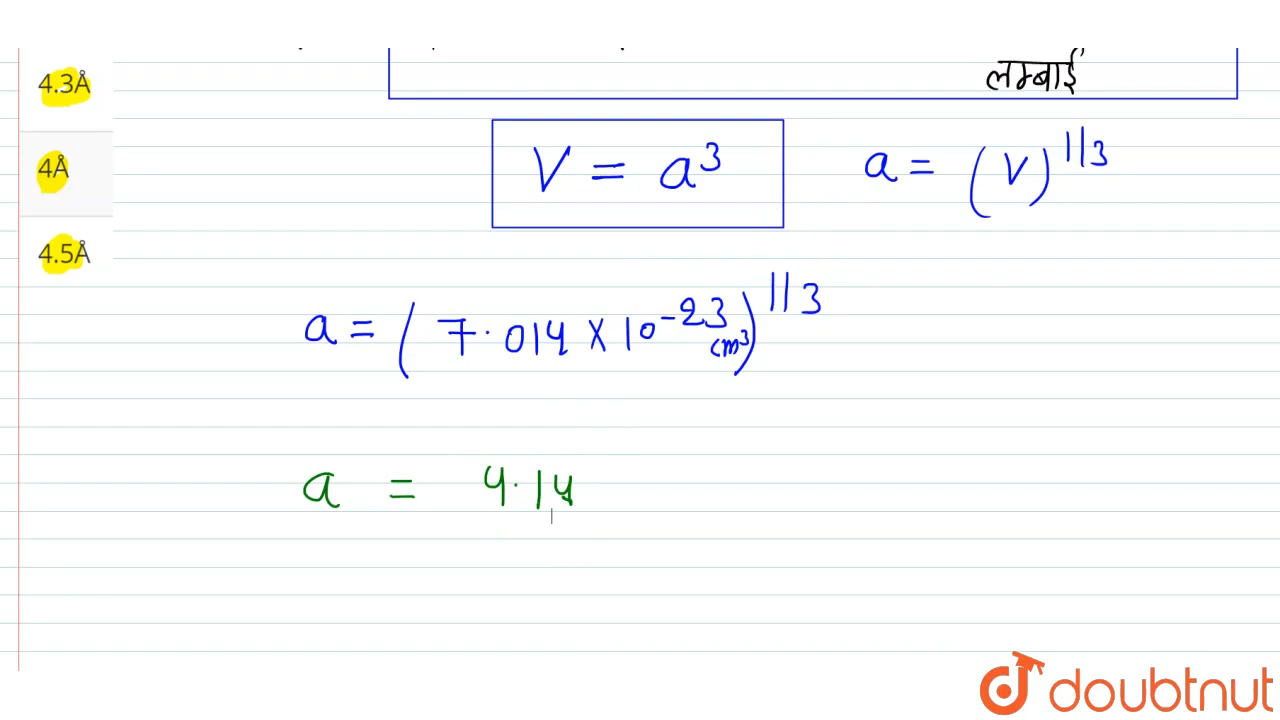 4.3Å
लम्बाई
4Å
V = a³
a = (V)^1/3
4.5Å
a = (7.014 × 10⁻²³ cm³)^1/3
a = 4.14
doubtnut